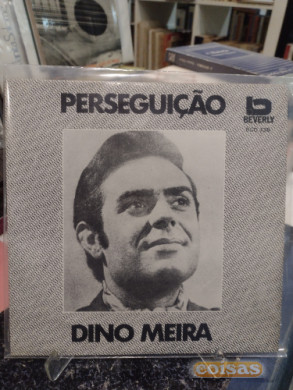 PERSEGUIÇÃO
b
BEVERLY
DINO MEIRA
coisas